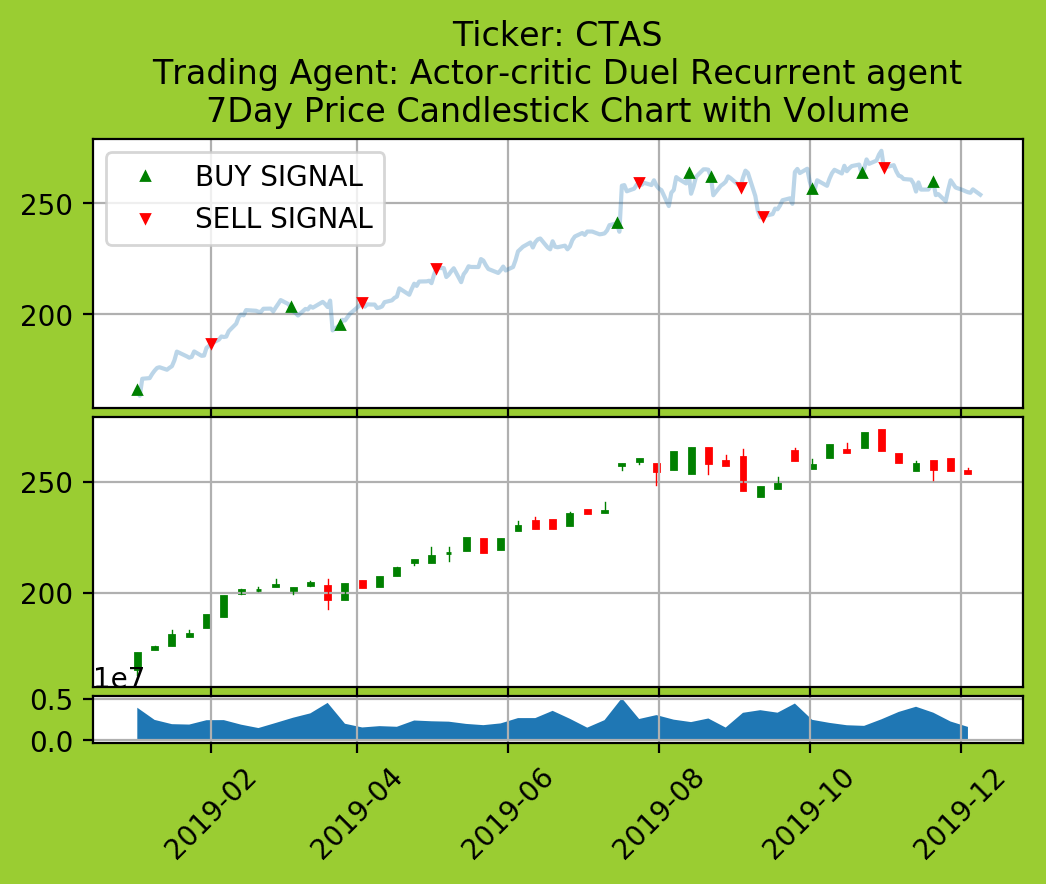 Ticker: CTAS
Trading Agent: Actor-critic Duel Recurrent agent
7Day Price Candlestick Chart with Volume
BUY SIGNAL
SELL SIGNAL
250
200
250
200
1e7
0.5
0.0
2019-02
2019-04
2019-06
2019-08
2019-10
2019-12